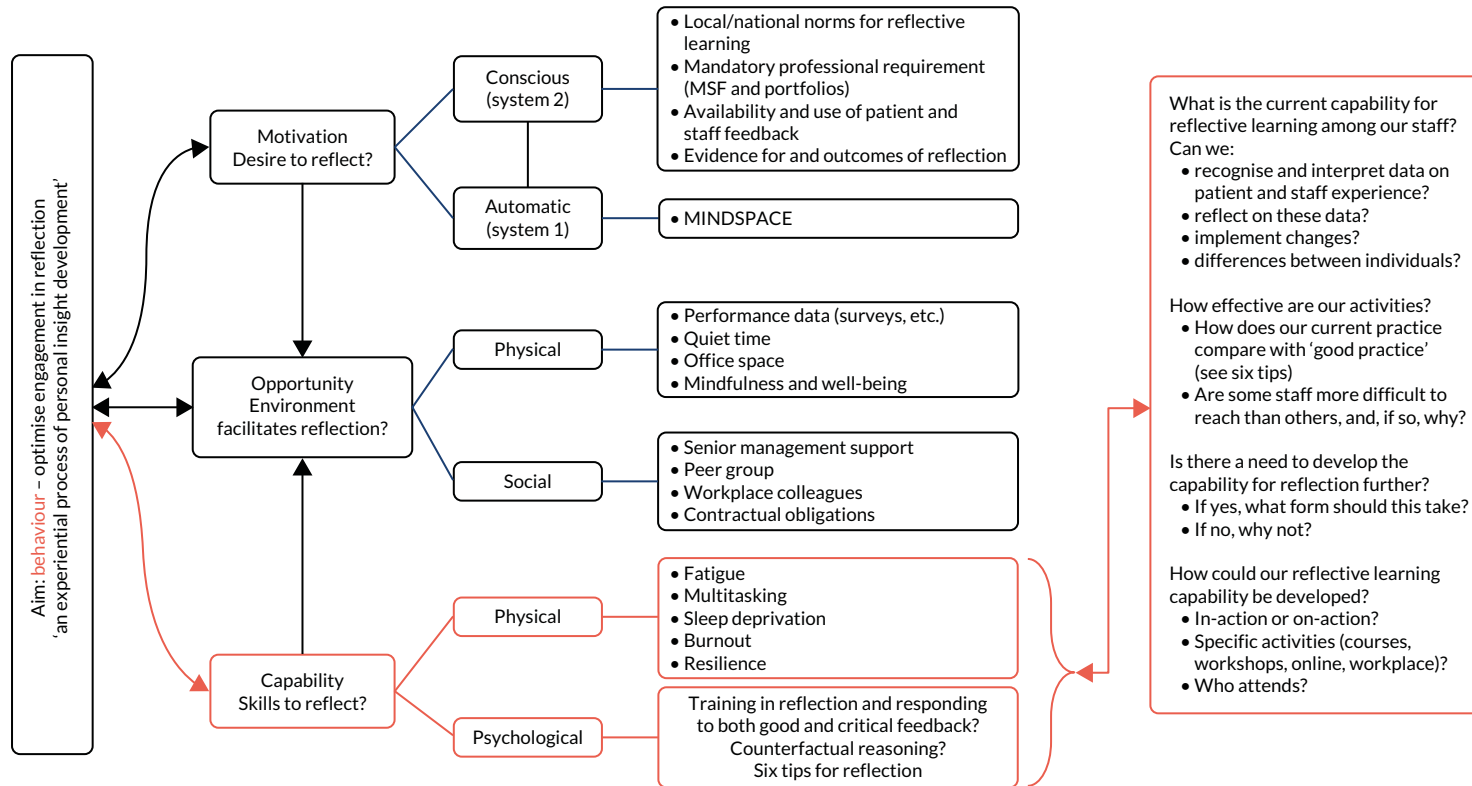 Aim: behaviour – optimise engagement in reflection
‘an experiential process of personal insight development’
Motivation
Desire to reflect?
Conscious
(system 2)
• Local/national norms for reflective
learning
• Mandatory professional requirement
(MSF and portfolios)
• Availability and use of patient and
staff feedback
• Evidence for and outcomes of reflection
Automatic
(system 1)
• MINDSPACE
Opportunity
Environment
facilitates reflection?
Physical
• Performance data (surveys, etc.)
• Quiet time
• Office space
• Mindfulness and well-being
Social
• Senior management support
• Peer group
• Workplace colleagues
• Contractual obligations
Capability
Skills to reflect?
Physical
• Fatigue
• Multitasking
• Sleep deprivation
• Burnout
• Resilience
Psychological
Training in reflection and responding
to both good and critical feedback?
Counterfactual reasoning?
Six tips for reflection
What is the current capability for
reflective learning among our staff?
Can we:
• recognise and interpret data on
patient and staff experience?
• reflect on these data?
• implement changes?
• differences between individuals?
How effective are our activities?
• How does our current practice
compare with ‘good practice’
(see six tips)
• Are some staff more difficult to
reach than others, and, if so, why?
Is there a need to develop the
capability for reflection further?
• If yes, what form should this take?
• If no, why not?
How could our reflective learning
capability be developed?
• In-action or on-action?
• Specific activities (courses,
workshops, online, workplace)?
• Who attends?